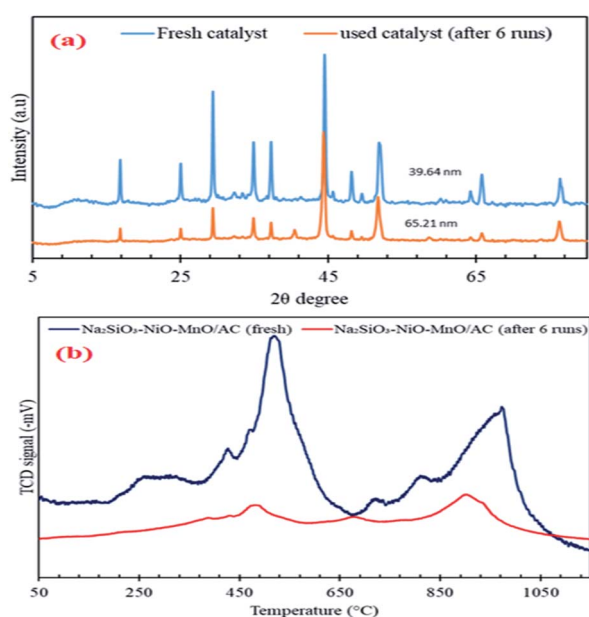 (a)
Fresh catalyst used catalyst (after 6 runs)
Intensity (a.u)
39.64 nm
65.21 nm
5 25 45 65
2θ degree
Na₂SiO₃-NiO-MnO/AC (fresh) Na₂SiO₃-NiO-MnO/AC (after 6 runs)
(b)
TCD signal (-mV)
50 250 450 650 850 1050
Temperature (°C)